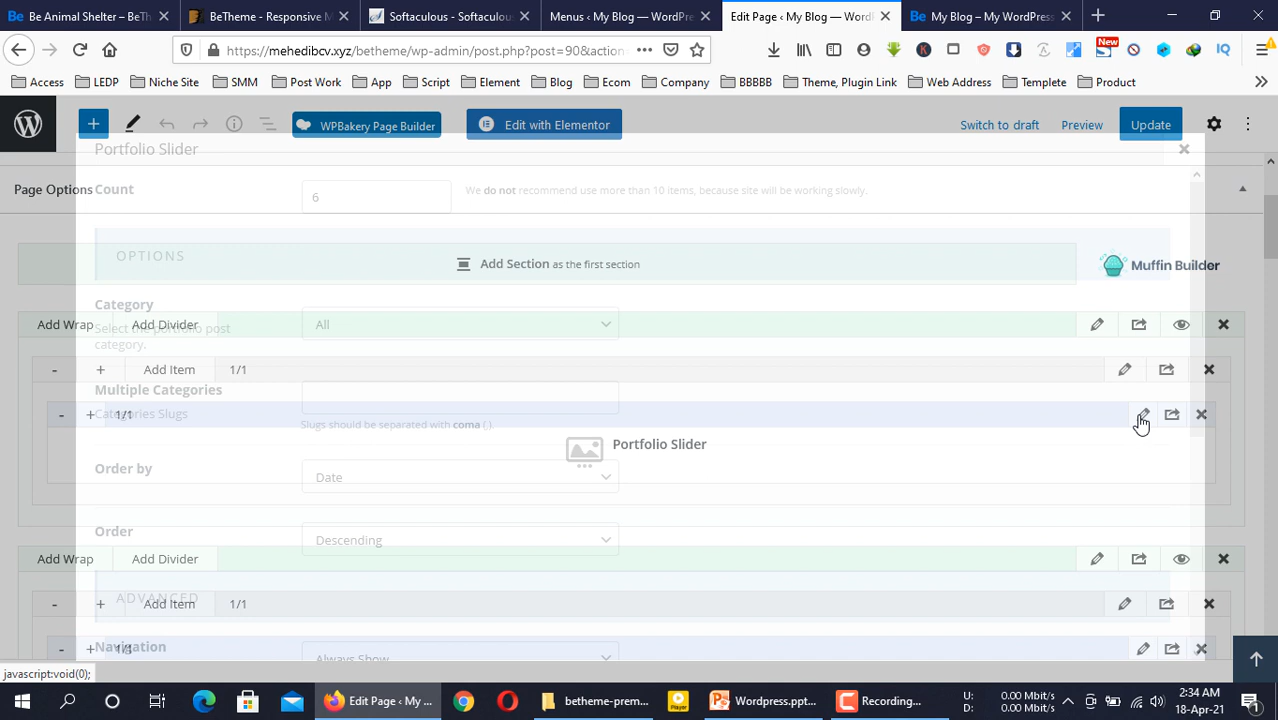 Be Animal Shelter – BeTh
BeTheme - Responsive M
Softaculous - Softaculous
Menus ‹ My Blog — WordPre
Edit Page ‹ My Blog — Word
My Blog – My WordPress
https://mehedibcv.xyz/betheme/wp-admin/post.php?post=90&action
New
IQ
Access
LEDP
Niche Site
SMM
Post Work
App
Script
Element
Blog
Ecom
Company
BBBBB
Theme, Plugin Link
Web Address
Templete
Product
WPBakery Page Builder
Edit with Elementor
Switch to draft
Preview
Update
Portfolio Slider
Page Options
Count
6
We do not recommend use more than 10 items, because site will be working slowly.
OPTIONS
Add Section as the first section
Muffin Builder
Category
Add Wrap
Add Divider
Select the portfolio post category.
All
Add Item
1/1
Multiple Categories
Categories Slugs
1/1
Slugs should be separated with coma (,).
Portfolio Slider
Order by
Date
Order
Descending
Add Wrap
Add Divider
ADVANCED
Add Item
1/1
Navigation
1/1
Always Show
javascript:void(0);
Edit Page ‹ My ...
betheme-prem...
Player
Wordpress.ppt...
Recording...
U: 0.00 Mbit/s
D: 0.00 Mbit/s
2:34 AM
18-Apr-21
1